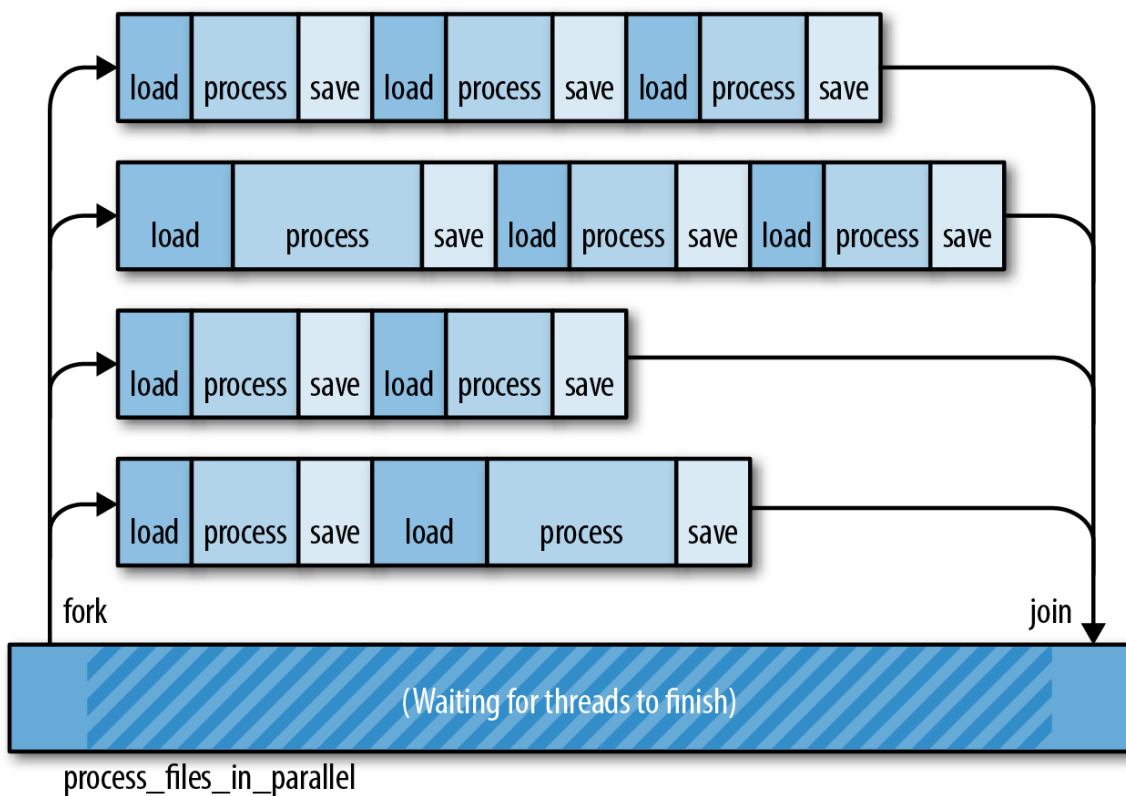 load process save load process save load process save
load process save load process save load process save
load process save load process save
load process save load process save
fork join
(Waiting for threads to finish)
process_files_in_parallel